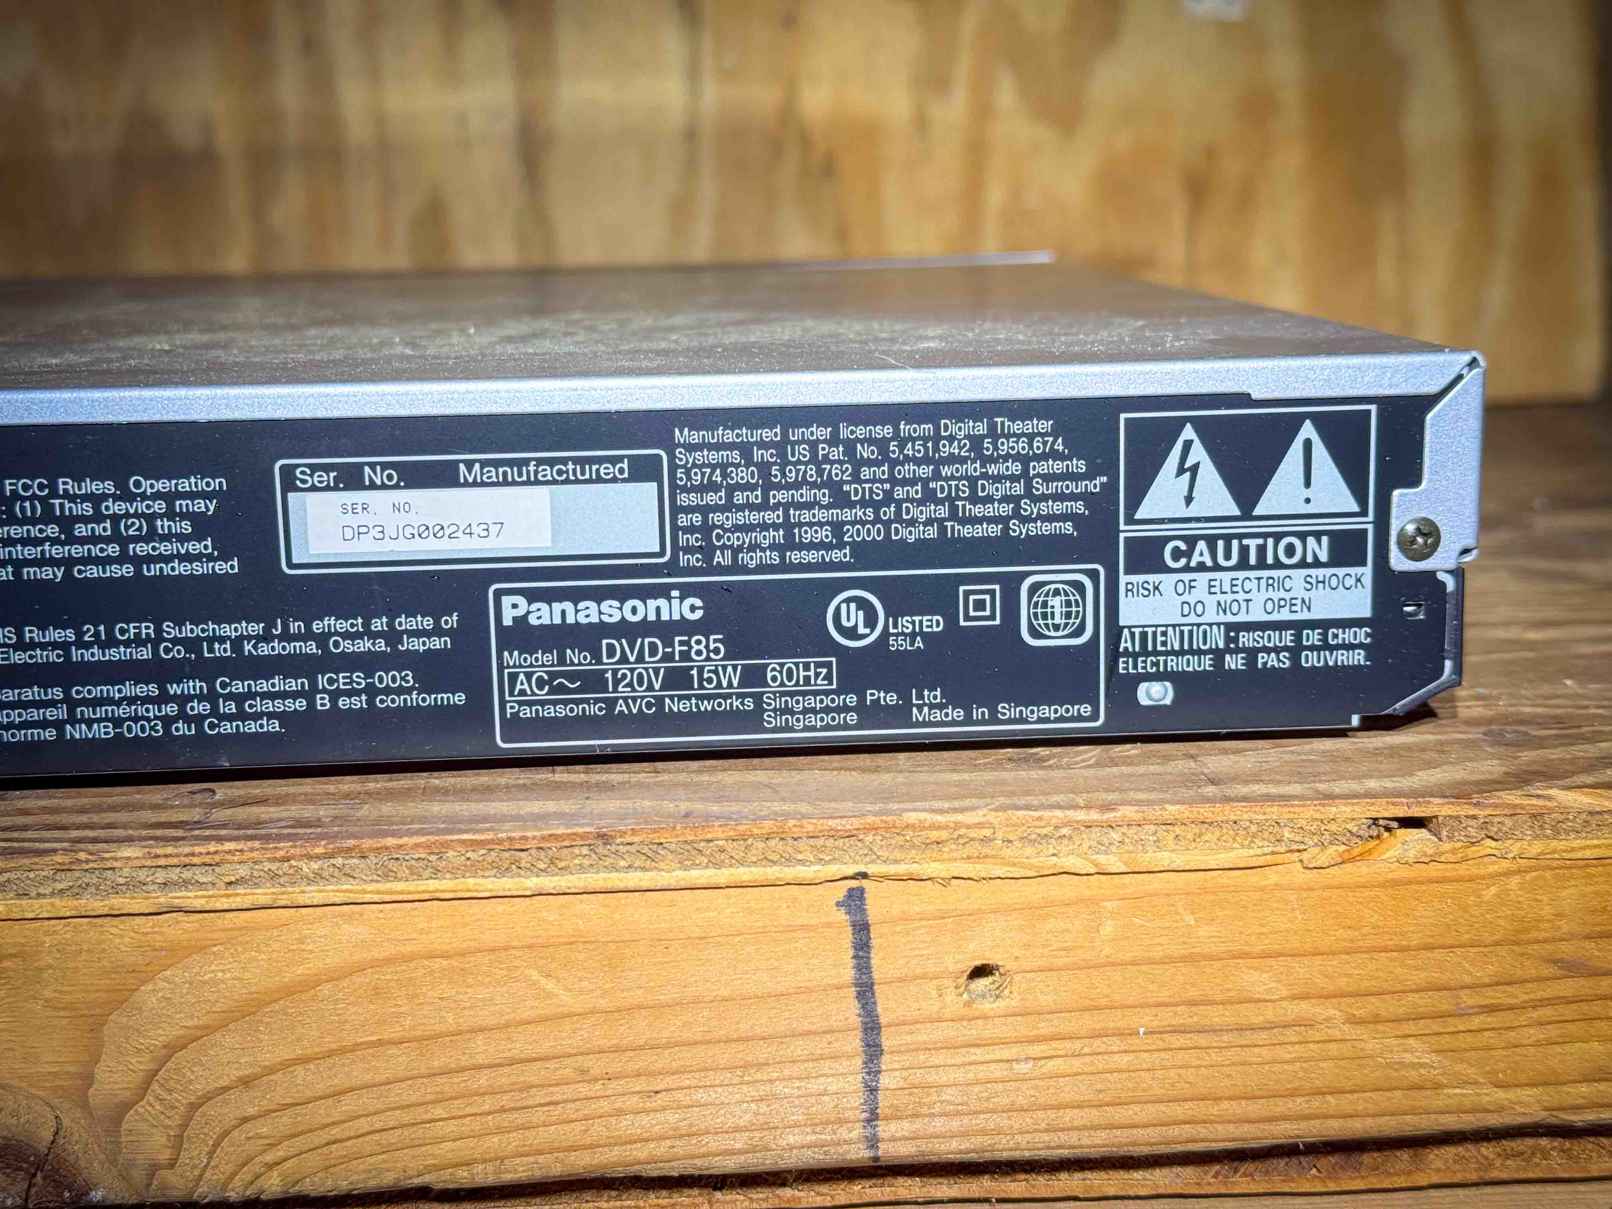 FCC Rules. Operation
: (1) This device may
erence, and (2) this
interference received,
at may cause undesired
IS Rules 21 CFR Subchapter J in effect at date of
Electric Industrial Co., Ltd. Kadoma, Osaka, Japan
paratus complies with Canadian ICES-003.
appareil numérique de la classe B est conforme
norme NMB-003 du Canada.
Ser. No. Manufactured
SER. NO.
DP3JG002437
Manufactured under license from Digital Theater
Systems, Inc. US Pat. No. 5,451,942, 5,956,674,
5,974,380, 5,978,762 and other world-wide patents
issued and pending. "DTS" and "DTS Digital Surround"
are registered trademarks of Digital Theater Systems,
Inc. Copyright 1996, 2000 Digital Theater Systems,
Inc. All rights reserved.
Panasonic
Model No. DVD-F85
AC～ 120V 15W 60Hz
Panasonic AVC Networks Singapore Pte. Ltd.
Singapore Made in Singapore
UL LISTED
55LA
1
CAUTION
RISK OF ELECTRIC SHOCK
DO NOT OPEN
ATTENTION : RISQUE DE CHOC
ELECTRIQUE NE PAS OUVRIR.